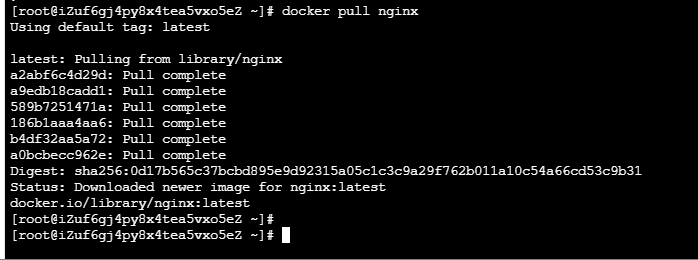 [root@iZuf6gj4py8x4tea5vxo5eZ ~]# docker pull nginx
Using default tag: latest

latest: Pulling from library/nginx
a2abf6c4d29d: Pull complete
a9edb18cadd1: Pull complete
589b7251471a: Pull complete
186b1aaa4aa6: Pull complete
b4df32aa5a72: Pull complete
a0bcbecc962e: Pull complete
Digest: sha256:0d17b565c37bcbd895e9d92315a05c1c3c9a29f762b011a10c54a66cd53c9b31
Status: Downloaded newer image for nginx:latest
docker.io/library/nginx:latest
[root@iZuf6gj4py8x4tea5vxo5eZ ~]#
[root@iZuf6gj4py8x4tea5vxo5eZ ~]#